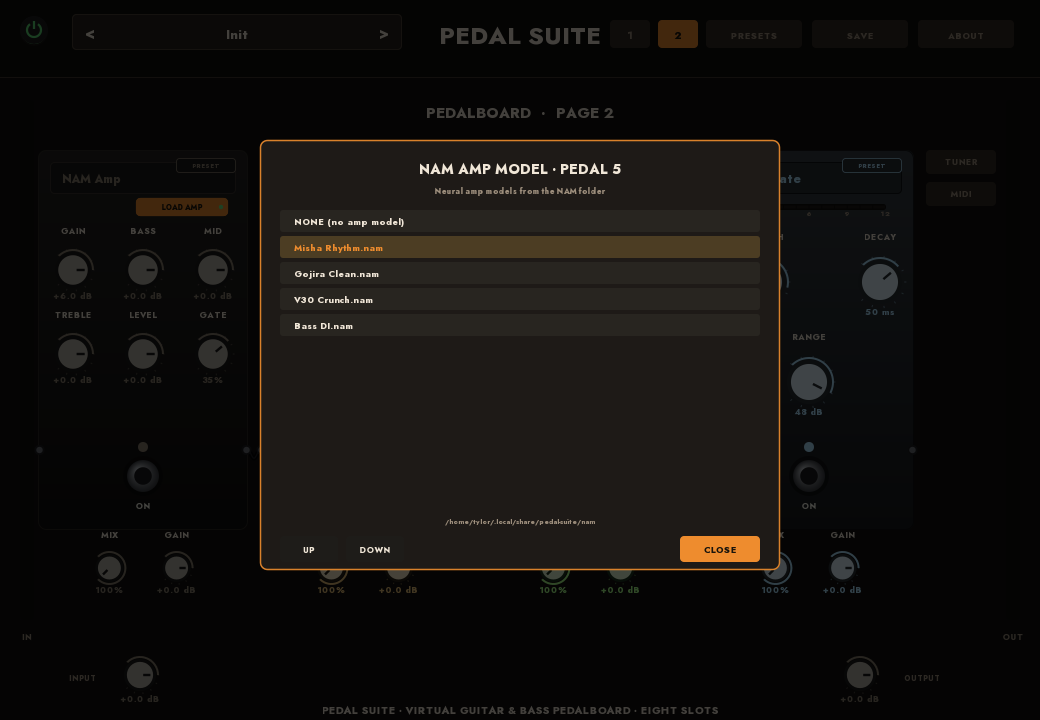 < Init > PEDAL SUITE 1 2 PRESETS SAVE ABOUT
PEDALBOARD · PAGE 2
PRESET
NAM Amp
LOAD AMP
GAIN BASS MID
+6.0 dB +0.0 dB +0.0 dB
TREBLE LEVEL GATE
+0.0 dB +0.0 dB 35%
ON
MIX GAIN
100% +0.0 dB
NAM AMP MODEL · PEDAL 5
Neural amp models from the NAM folder
NONE (no amp model)
Misha Rhythm.nam
Gojira Clean.nam
V30 Crunch.nam
Bass DI.nam
/home/tylor/.local/share/pedalsuite/nam
UP DOWN CLOSE
100% +0.0 dB
100% +0.0 dB
PRESET
TUNER
MIDI
DECAY
50 ms
RANGE
48 dB
ON
GAIN
100% +0.0 dB
IN OUT
INPUT +0.0 dB
+0.0 dB OUTPUT
PEDAL SUITE · VIRTUAL GUITAR & BASS PEDALBOARD · EIGHT SLOTS